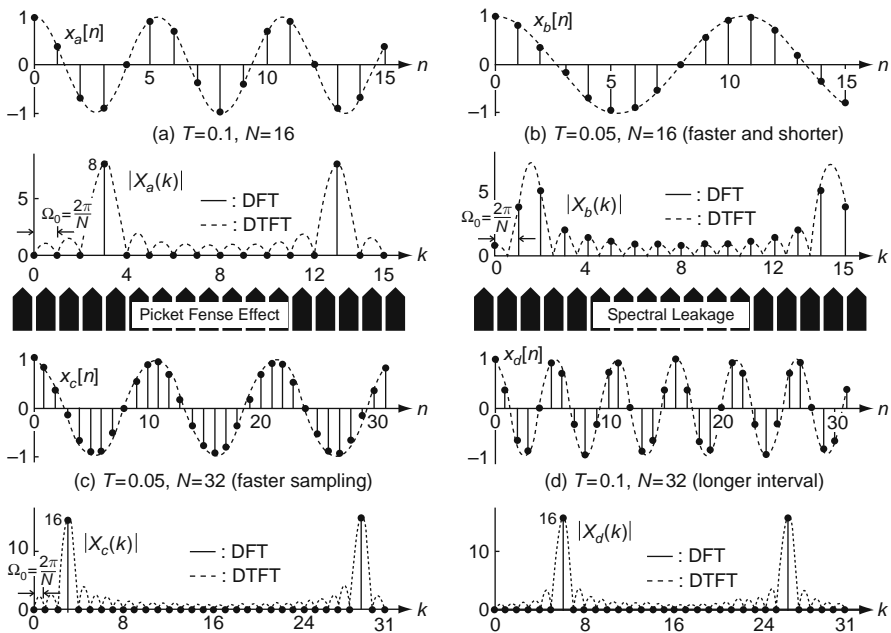 1
x_a[n]
0
0
5
10
15
n
–1
(a) T=0.1, N=16
1
x_b[n]
0
0
5
10
15
n
–1
(b) T=0.05, N=16 (faster and shorter)
8
|X_a(k)|
5
Ω₀=2π/N
: DFT
: DTFT
0
0
4
8
12
15
k
5
|X_b(k)|
Ω₀=2π/N
: DFT
: DTFT
0
0
4
8
12
15
k
Picket Fense Effect
Spectral Leakage
1
x_c[n]
0
0
10
20
30
n
–1
(c) T=0.05, N=32 (faster sampling)
1
x_d[n]
0
0
10
20
30
n
–1
(d) T=0.1, N=32 (longer interval)
16
|X_c(k)|
10
Ω₀=2π/N
: DFT
: DTFT
0
0
8
16
24
31
k
16
|X_d(k)|
10
: DFT
: DTFT
0
0
8
16
24
31
k